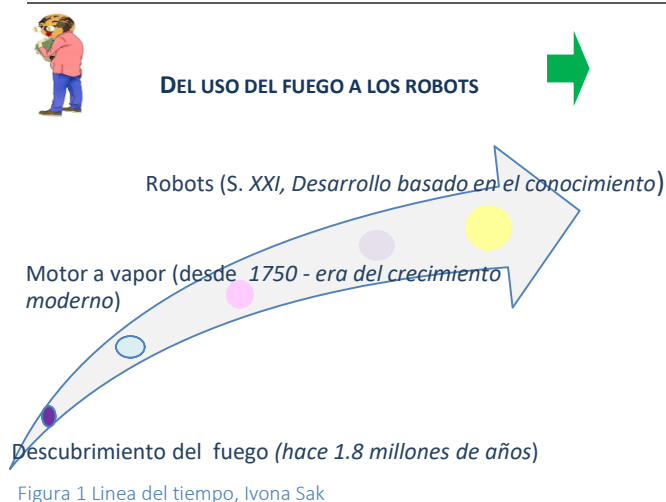 DEL USO DEL FUEGO A LOS ROBOTS
Robots (S. XXI, Desarrollo basado en el conocimiento)
Motor a vapor (desde 1750 - era del crecimiento
moderno)
Descubrimiento del fuego (hace 1.8 millones de años)
Figura 1 Linea del tiempo, Ivona Sak